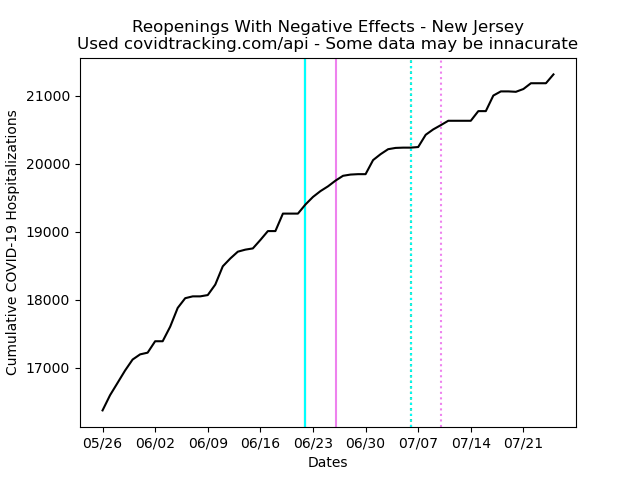 Reopenings With Negative Effects - New Jersey
Used covidtracking.com/api - Some data may be innacurate
Cumulative COVID-19 Hospitalizations
21000
20000
19000
18000
17000
05/26 06/02 06/09 06/16 06/23 06/30 07/07 07/14 07/21
Dates